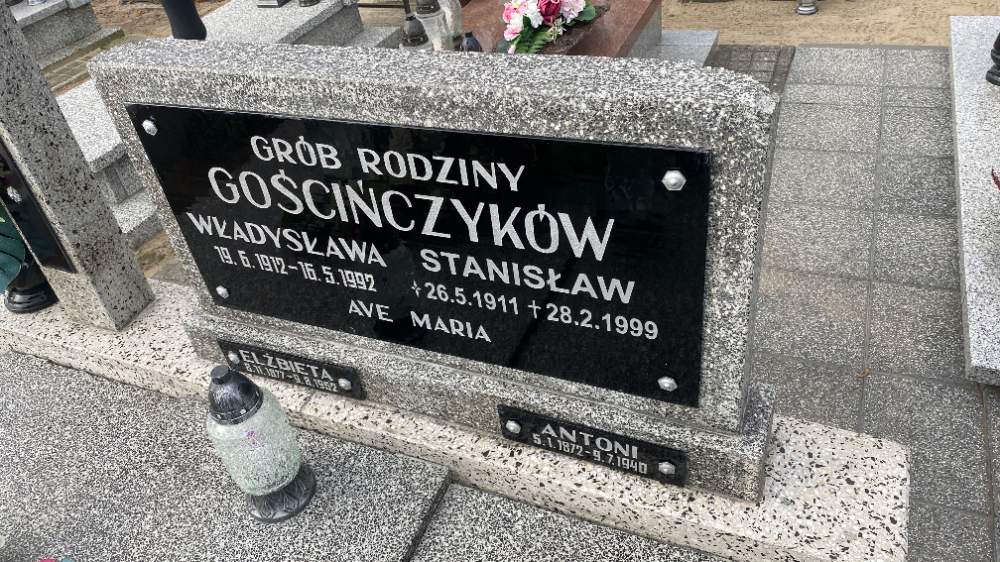 GRÓB RODZINY
GOŚCIŃCZYKÓW
WŁADYSŁAWA
19.6.1912-16.5.1992
STANISŁAW
+26.5.1911 +28.2.1999
AVE MARIA
ELŻBIETA
ANTONI
5.1.1872-9.7.1940